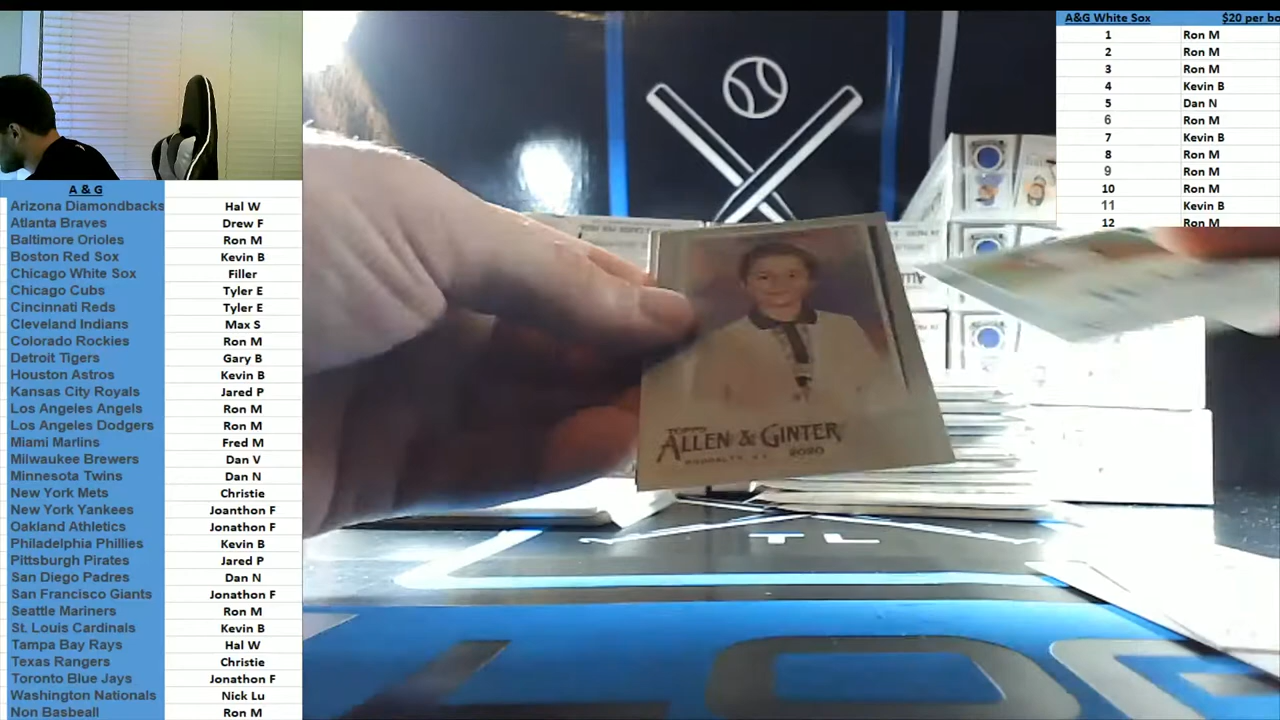 A & G
Arizona Diamondbacks Hal W
Atlanta Braves Drew F
Baltimore Orioles Ron M
Boston Red Sox Kevin B
Chicago White Sox Filler
Chicago Cubs Tyler E
Cincinnati Reds Tyler E
Cleveland Indians Max S
Colorado Rockies Ron M
Detroit Tigers Gary B
Houston Astros Kevin B
Kansas City Royals Jared P
Los Angeles Angels Ron M
Los Angeles Dodgers Ron M
Miami Marlins Fred M
Milwaukee Brewers Dan V
Minnesota Twins Dan N
New York Mets Christie
New York Yankees Joanthon F
Oakland Athletics Jonathon F
Philadelphia Phillies Kevin B
Pittsburgh Pirates Jared P
San Diego Padres Dan N
San Francisco Giants Jonathon F
Seattle Mariners Ron M
St. Louis Cardinals Kevin B
Tampa Bay Rays Hal W
Texas Rangers Christie
Toronto Blue Jays Jonathon F
Washington Nationals Nick Lu
Non Basbeall Ron M
TOPPS
ALLEN & GINTER
2020
A&G White Sox $20 per bo
1 Ron M
2 Ron M
3 Ron M
4 Kevin B
5 Dan N
6 Ron M
7 Kevin B
8 Ron M
9 Ron M
10 Ron M
11 Kevin B
12 Ron M